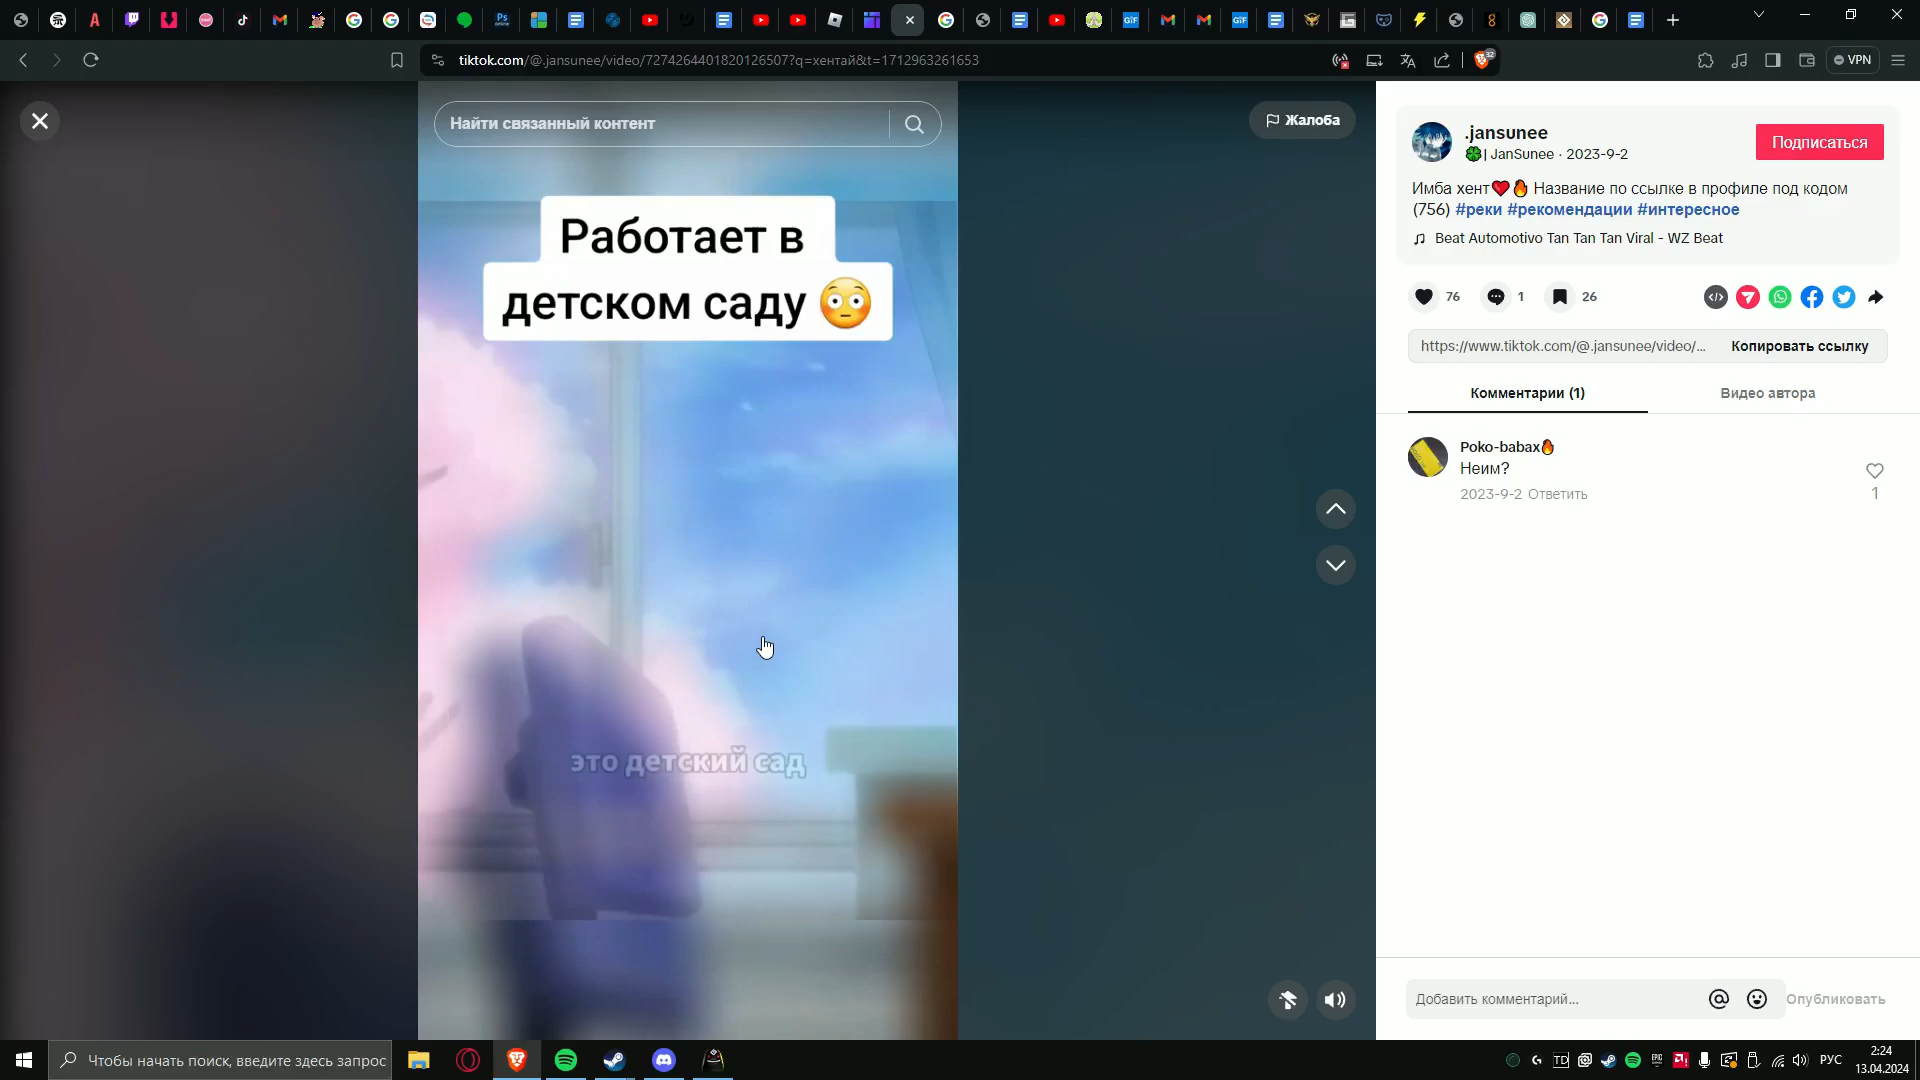 tiktok.com/@.jansunee/video/7274264401820126507?q=хентай&t=1712963261653
32
VPN
Найти связанный контент
Жалоба
Работает в
детском саду 😳
это детский сад
.jansunee
🍀| JanSunee · 2023-9-2
Подписаться
Имба хент❤️🔥 Название по ссылке в профиле под кодом
(756) #реки #рекомендации #интересное
Beat Automotivo Tan Tan Tan Viral - WZ Beat
76
1
26
https://www.tiktok.com/@.jansunee/video/...
Копировать ссылку
Комментарии (1)
Видео автора
Poko-babax🔥
Неим?
2023-9-2 Ответить
1
Добавить комментарий...
Опубликовать
Чтобы начать поиск, введите здесь запрос
РУС
2:24
13.04.2024